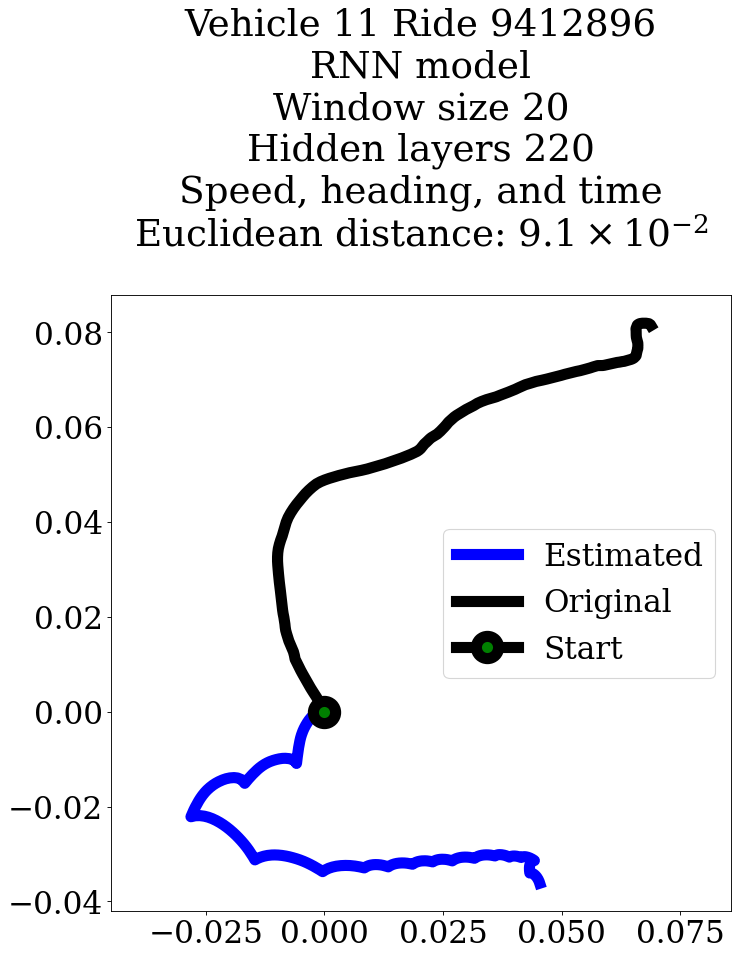 Vehicle 11 Ride 9412896
RNN model
Window size 20
Hidden layers 220
Speed, heading, and time
Euclidean distance: 9.1 × 10⁻²
0.08
0.06
0.04
0.02
0.00
−0.02
−0.04
Estimated
Original
Start
−0.025 0.000 0.025 0.050 0.075